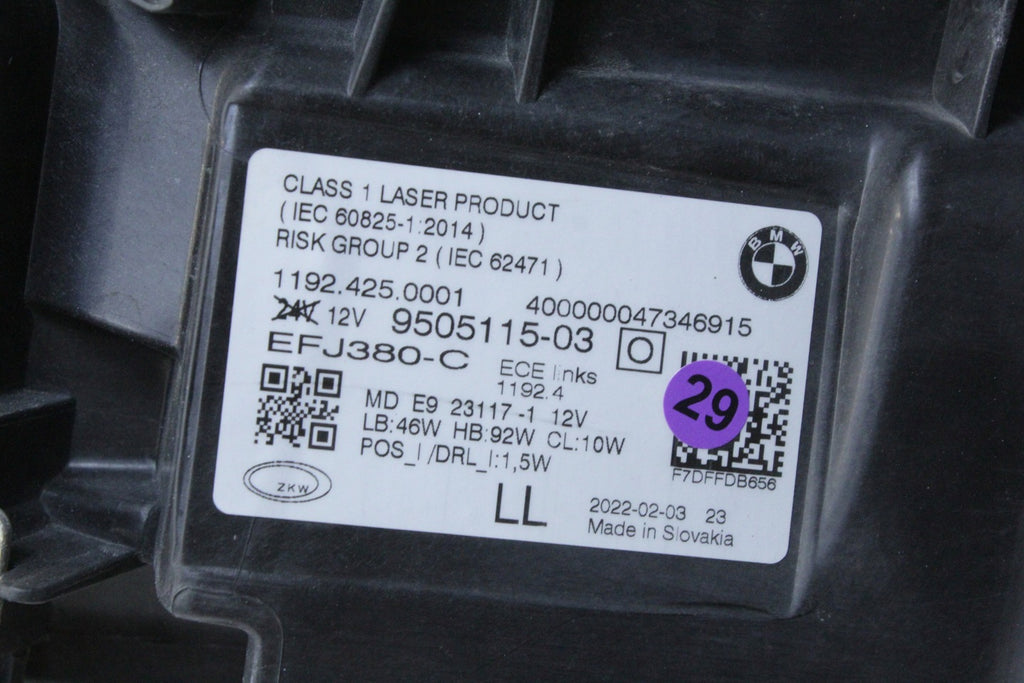 CLASS 1 LASER PRODUCT
( IEC 60825-1:2014 )
RISK GROUP 2 ( IEC 62471 )
BMW
1192.425.0001 400000047346915
24V 12V 9505115-03 O
EFJ380-C
ECE links
1192.4
29
MD E9 23117-1 12V
LB:46W HB:92W CL:10W
POS_I/DRL_I:1,5W
F7DFFDB656
ZKW
LL
2022-02-03 23
Made in Slovakia